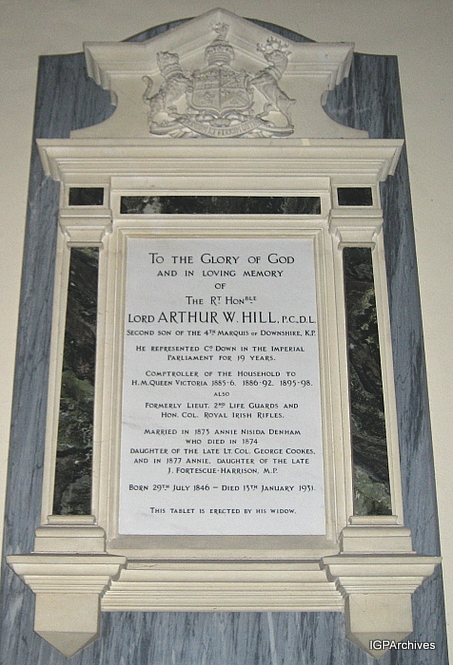 To the Glory of God
and in loving memory
of
The Rt Honble
Lord ARTHUR W. HILL, P.C., D.L.
Second son of the 4th Marquis of Downshire, K.P.
He represented Co Down in the Imperial
Parliament for 19 years.
Comptroller of the Household to
H.M. Queen Victoria 1885-6. 1886-92. 1895-98.
also
Formerly Lieut. 2nd Life Guards and
Hon. Col. Royal Irish Rifles.
Married in 1873 Annie Nisida Denham
who died in 1874
daughter of the late Lt. Col. George Cookes,
and in 1877 Annie, daughter of the late
J. Fortescue-Harrison, M.P.
Born 29th July 1846 – Died 13th January 1931.
This tablet is erected by his widow.
IGPArchives